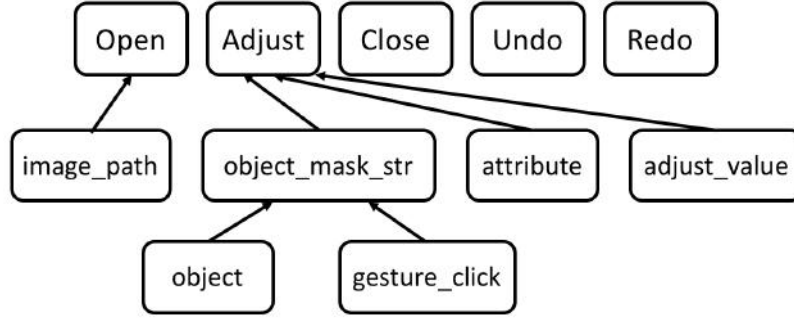 Open Adjust Close Undo Redo
image_path object_mask_str attribute adjust_value
object gesture_click